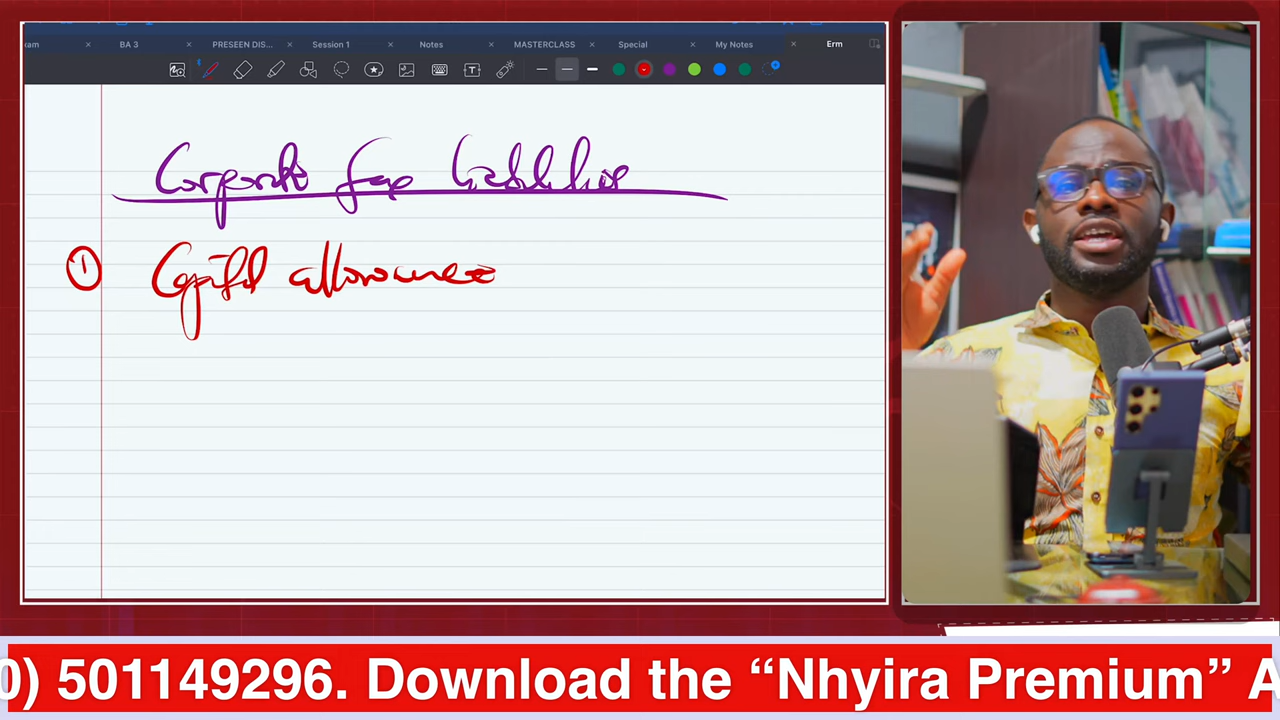 am BA 3 PRESEEN DIS... Session 1 Notes MASTERCLASS Special My Notes Erm
Corporate Tax Liabilities
① Capital allowance
0) 501149296. Download the “Nhyira Premium” A